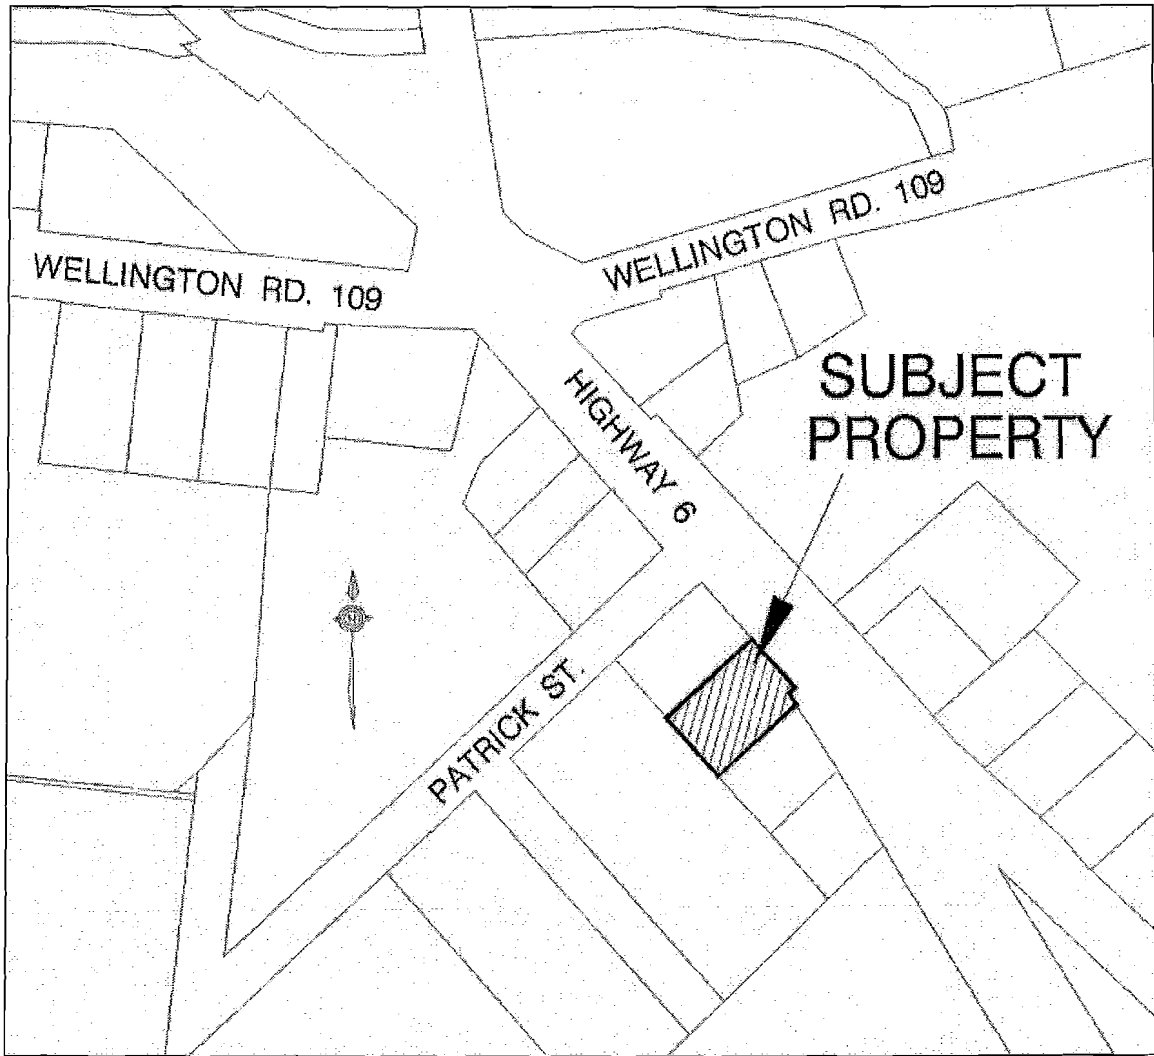 WELLINGTON RD. 109
WELLINGTON RD. 109
SUBJECT
PROPERTY
HIGHWAY 6
PATRICK ST.